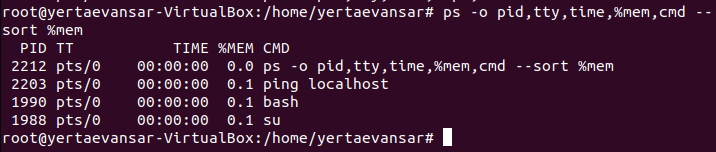 root@yertaevansar-VirtualBox:/home/yertaevansar# ps -o pid,tty,time,%mem,cmd --
sort %mem
PID TT TIME %MEM CMD
2212 pts/0 00:00:00 0.0 ps -o pid,tty,time,%mem,cmd --sort %mem
2203 pts/0 00:00:00 0.1 ping localhost
1990 pts/0 00:00:00 0.1 bash
1988 pts/0 00:00:00 0.1 su
root@yertaevansar-VirtualBox:/home/yertaevansar#